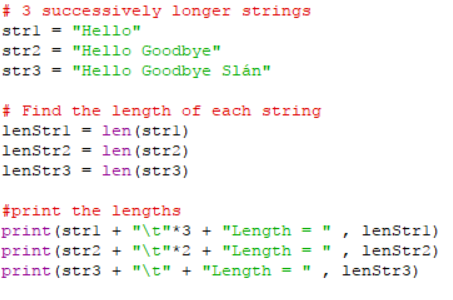 # 3 successively longer strings
str1 = "Hello"
str2 = "Hello Goodbye"
str3 = "Hello Goodbye Slán"
# Find the length of each string
lenStr1 = len(str1)
lenStr2 = len(str2)
lenStr3 = len(str3)
#print the lengths
print(str1 + "\t"*3 + "Length = " , lenStr1)
print(str2 + "\t"*2 + "Length = " , lenStr2)
print(str3 + "\t" + "Length = " , lenStr3)